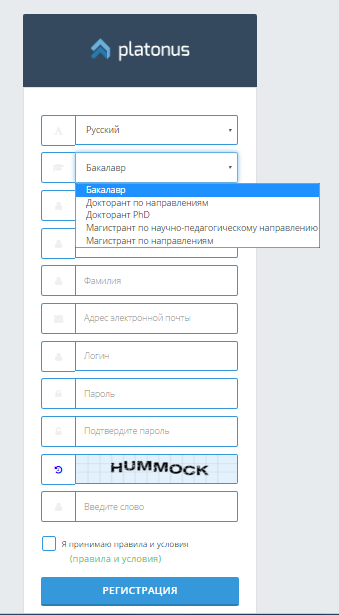 platonus
Русский
Бакалавр
Бакалавр
Докторант по направлениям
Докторант PhD
Магистрант по научно-педагогическому направлению
Магистрант по направлениям
Фамилия
Адрес электронной почты
Логин
Пароль
Подтвердите пароль
HUMMOCK
Введите слово
Я принимаю правила и условия
(правила и условия)
РЕГИСТРАЦИЯ